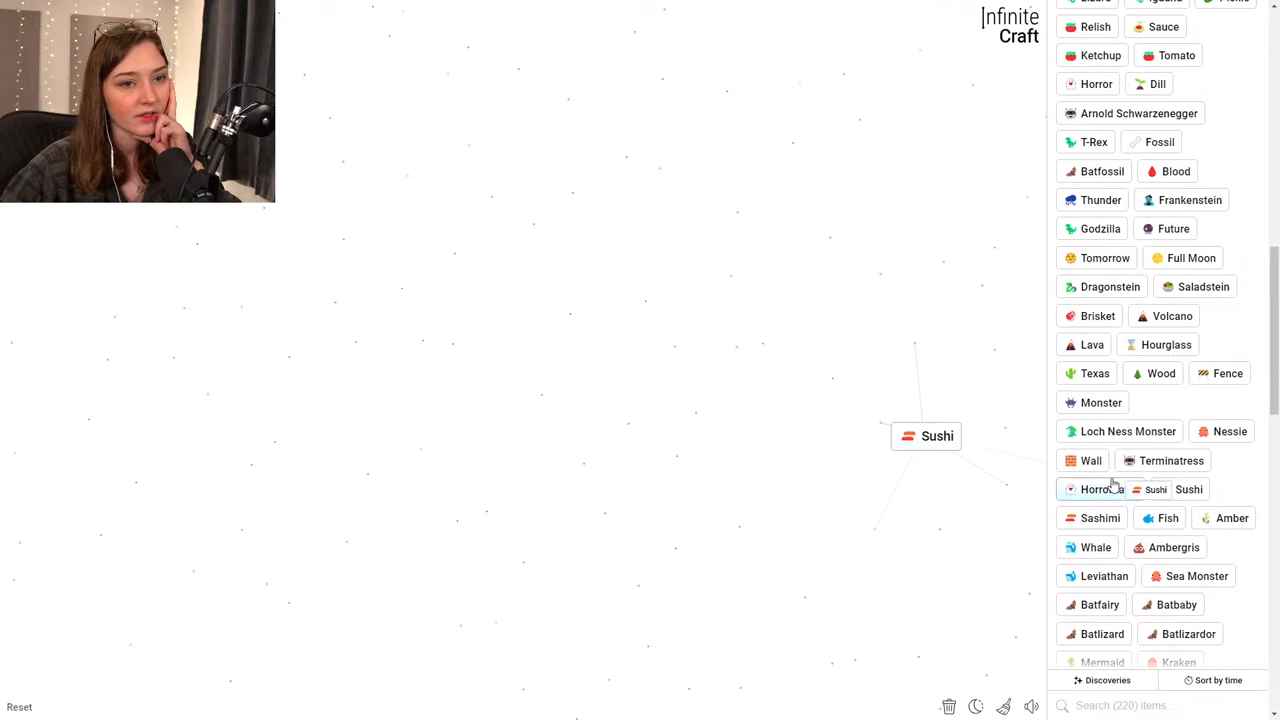 Infinite
Craft
Relish Sauce
Ketchup Tomato
Horror Dill
Arnold Schwarzenegger
T-Rex Fossil
Batfossil Blood
Thunder Frankenstein
Godzilla Future
Tomorrow Full Moon
Dragonstein Saladstein
Brisket Volcano
Lava Hourglass
Texas Wood Fence
Monster
Sushi
Loch Ness Monster Nessie
Wall Terminatress
Sushi Sushi
Sashimi Fish Amber
Whale Ambergris
Leviathan Sea Monster
Batfairy Batbaby
Batlizard Batlizardor
Mermaid Kraken
Discoveries Sort by time
Reset
Search (220) items...